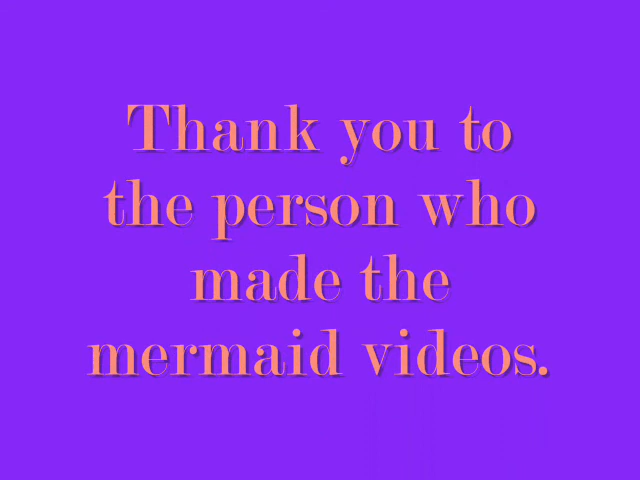 Thank you to
the person who
made the
mermaid videos.